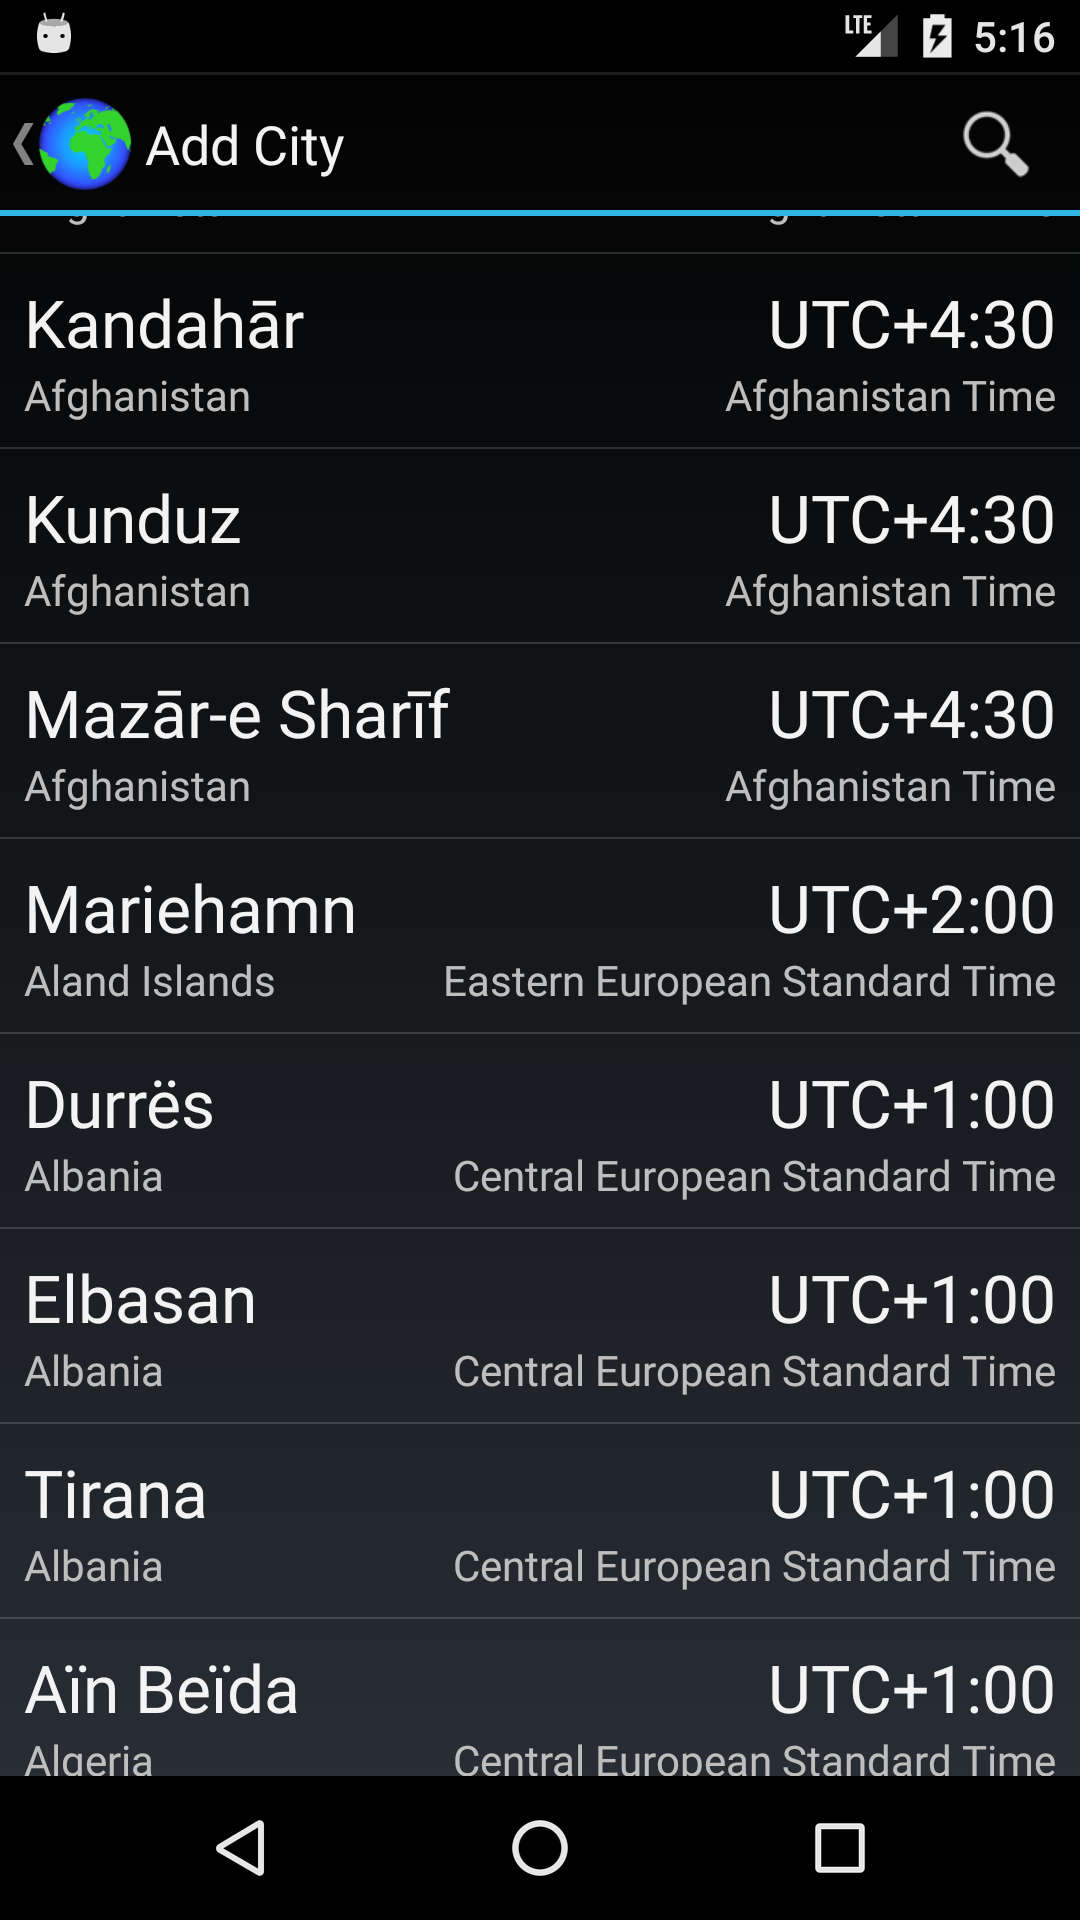 LTE 5:16
Add City
Kandahār UTC+4:30
Afghanistan Afghanistan Time
Kunduz UTC+4:30
Afghanistan Afghanistan Time
Mazār-e Sharīf UTC+4:30
Afghanistan Afghanistan Time
Mariehamn UTC+2:00
Aland Islands Eastern European Standard Time
Durrës UTC+1:00
Albania Central European Standard Time
Elbasan UTC+1:00
Albania Central European Standard Time
Tirana UTC+1:00
Albania Central European Standard Time
Aïn Beïda UTC+1:00
Algeria Central European Standard Time